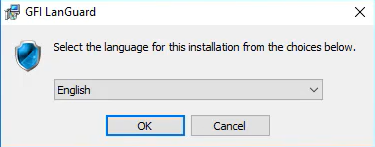 GFI LanGuard
Select the language for this installation from the choices below.
English
OK
Cancel